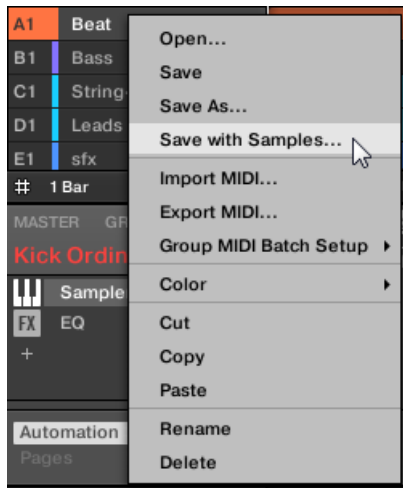 A1 Beat
B1 Bass
C1 String-
D1 Leads
E1 sfx
1 Bar
MASTER GR
Kick Ordin
Sample
FX EQ
+
Automation
Pages
Open...
Save
Save As...
Save with Samples...
Import MIDI...
Export MIDI...
Group MIDI Batch Setup
Color
Cut
Copy
Paste
Rename
Delete